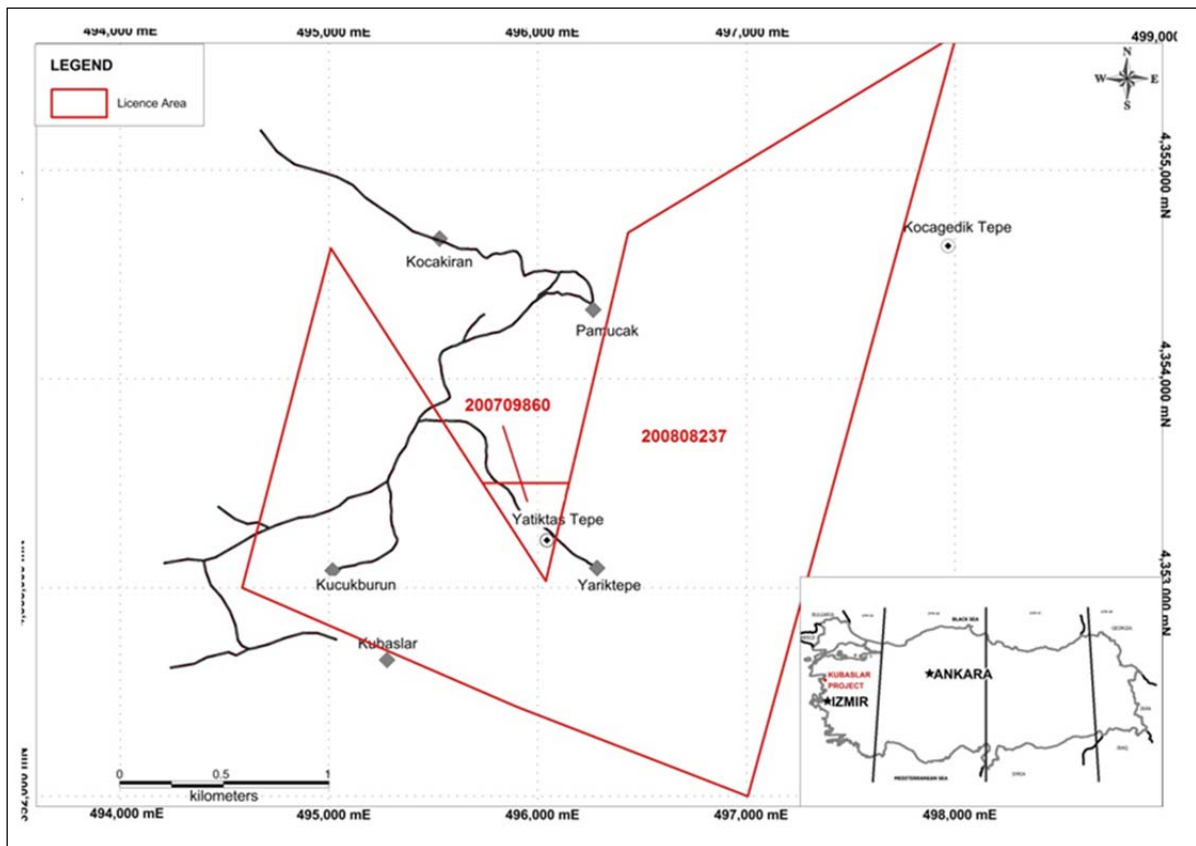 494,000 mE 495,000 mE 496,000 mE 497,000 mE
LEGEND
Licence Area
N
W E
S
4,355,000 mN
Kocagedik Tepe
Kocakiran
Pamucak
4,354,000 mN
200709860
200808237
Yatiktas Tepe
Kucukburun
Yariktepe
4,353,000 mN
Kubaslar
BLACK SEA
GEORGIA
KUBASLAR
PROJECT
ANKARA
IZMIR
IRAQ
MEDITERRANEAN SEA
SYRIA
0 0.5 1
kilometers
494,000 mE 495,000 mE 496,000 mE 497,000 mE 498,000 mE